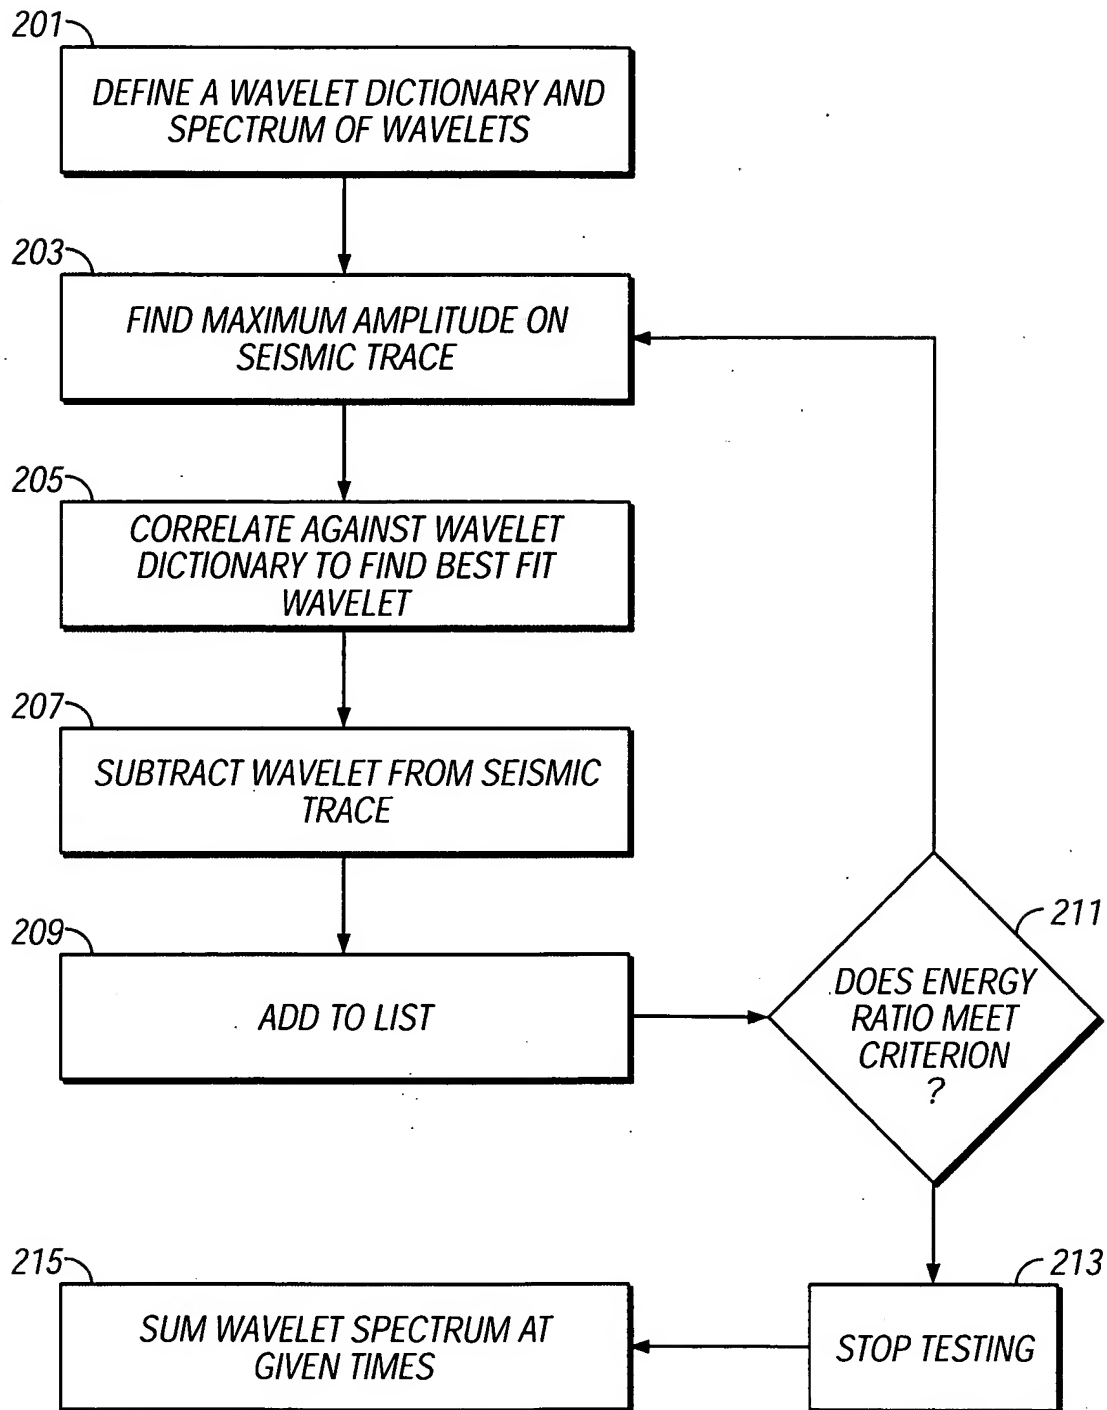 201
DEFINE A WAVELET DICTIONARY AND
SPECTRUM OF WAVELETS
203
FIND MAXIMUM AMPLITUDE ON
SEISMIC TRACE
205
CORRELATE AGAINST WAVELET
DICTIONARY TO FIND BEST FIT
WAVELET
207
SUBTRACT WAVELET FROM SEISMIC
TRACE
209
ADD TO LIST
211
DOES ENERGY
RATIO MEET
CRITERION
?
213
STOP TESTING
215
SUM WAVELET SPECTRUM AT
GIVEN TIMES